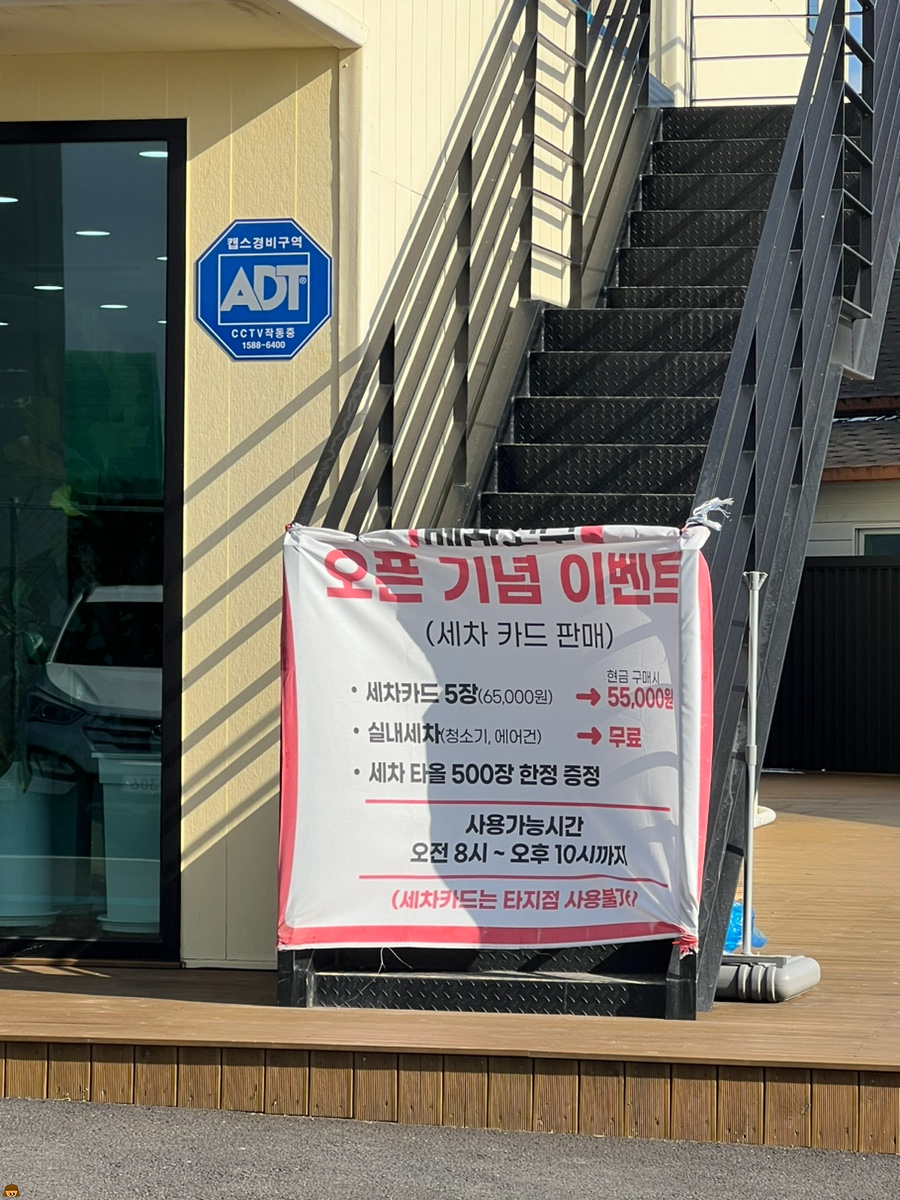 캡스경비구역
ADT®
CCTV작동중
1588-6400
오픈 기념 이벤트
(세차 카드 판매)
현금 구매시
• 세차카드 5장(65,000원) → 55,000원
• 실내세차(청소기, 에어건) → 무료
• 세차 타올 500장 한정 증정
사용가능시간
오전 8시 ~ 오후 10시까지
(세차카드는 타지점 사용불가)